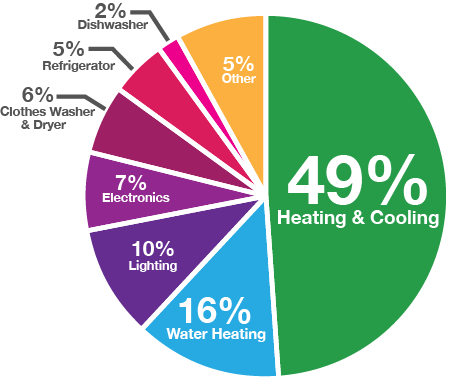 2%
Dishwasher
5%
Refrigerator
6%
Clothes Washer
& Dryer
7%
Electronics
10%
Lighting
16%
Water Heating
49%
Heating & Cooling
5%
Other